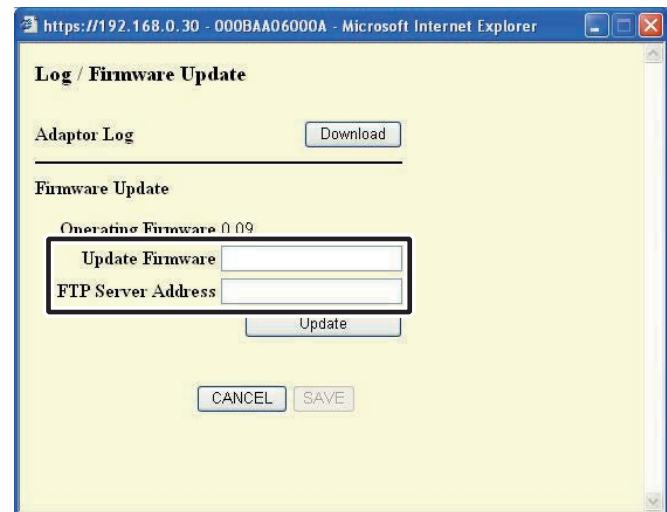 https://192.168.0.30 - 000BAA06000A - Microsoft Internet Explorer
Log / Firmware Update
Adaptor Log Download
Firmware Update
Operating Firmware 0.09
Update Firmware
FTP Server Address
Update
CANCEL SAVE